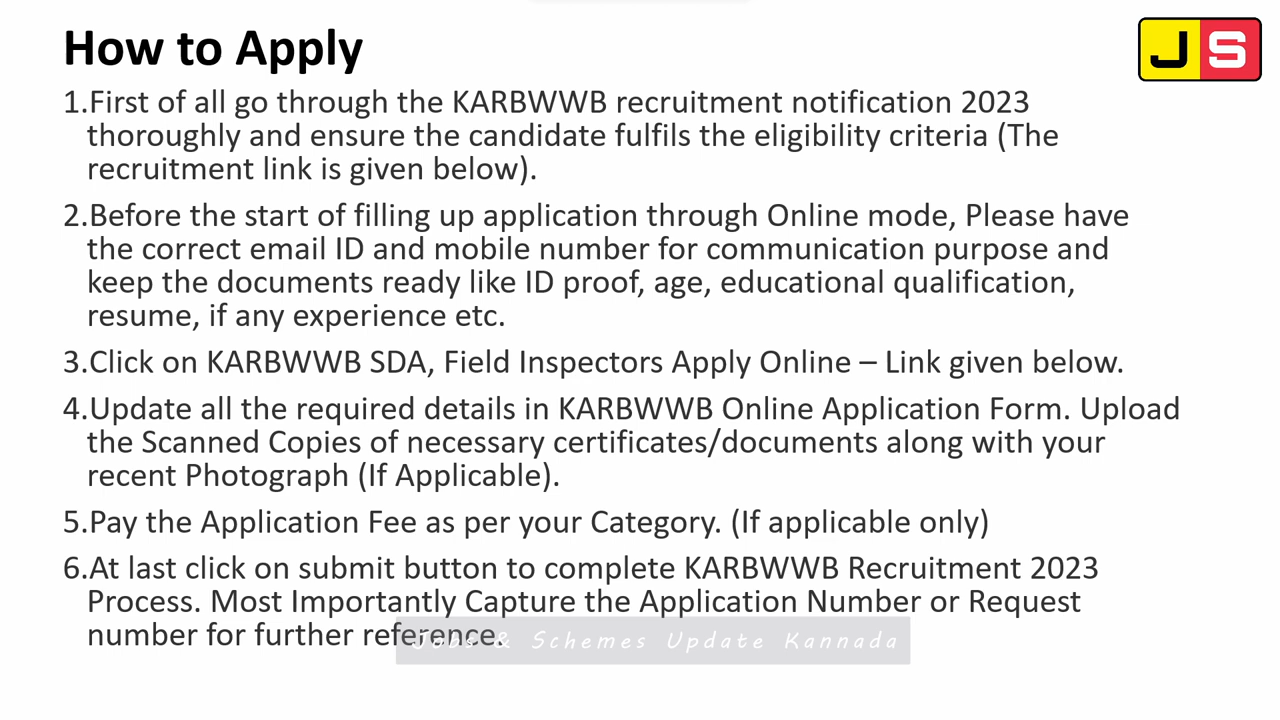 How to Apply
JS
1.First of all go through the KARBWWB recruitment notification 2023
thoroughly and ensure the candidate fulfils the eligibility criteria (The
recruitment link is given below).
2.Before the start of filling up application through Online mode, Please have
the correct email ID and mobile number for communication purpose and
keep the documents ready like ID proof, age, educational qualification,
resume, if any experience etc.
3.Click on KARBWWB SDA, Field Inspectors Apply Online – Link given below.
4.Update all the required details in KARBWWB Online Application Form. Upload
the Scanned Copies of necessary certificates/documents along with your
recent Photograph (If Applicable).
5.Pay the Application Fee as per your Category. (If applicable only)
6.At last click on submit button to complete KARBWWB Recruitment 2023
Process. Most Importantly Capture the Application Number or Request
number for further reference.
Jobs & Schemes Update Kannada